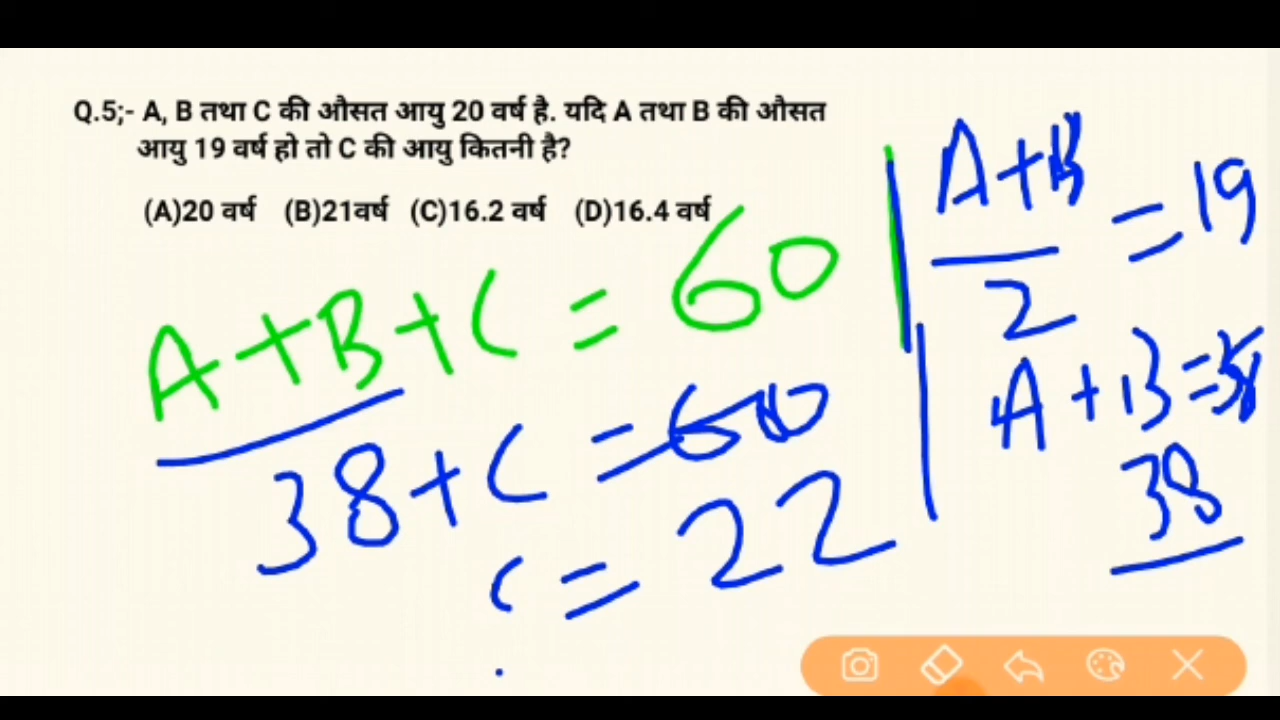 Q.5;- A, B तथा C की औसत आयु 20 वर्ष है. यदि A तथा B की औसत
आयु 19 वर्ष हो तो C की आयु कितनी है?
(A)20 वर्ष (B)21वर्ष (C)16.2 वर्ष (D)16.4 वर्ष
A+B+C = 60
38+C = 60
C = 22
A+B
2
= 19
A+B =
38